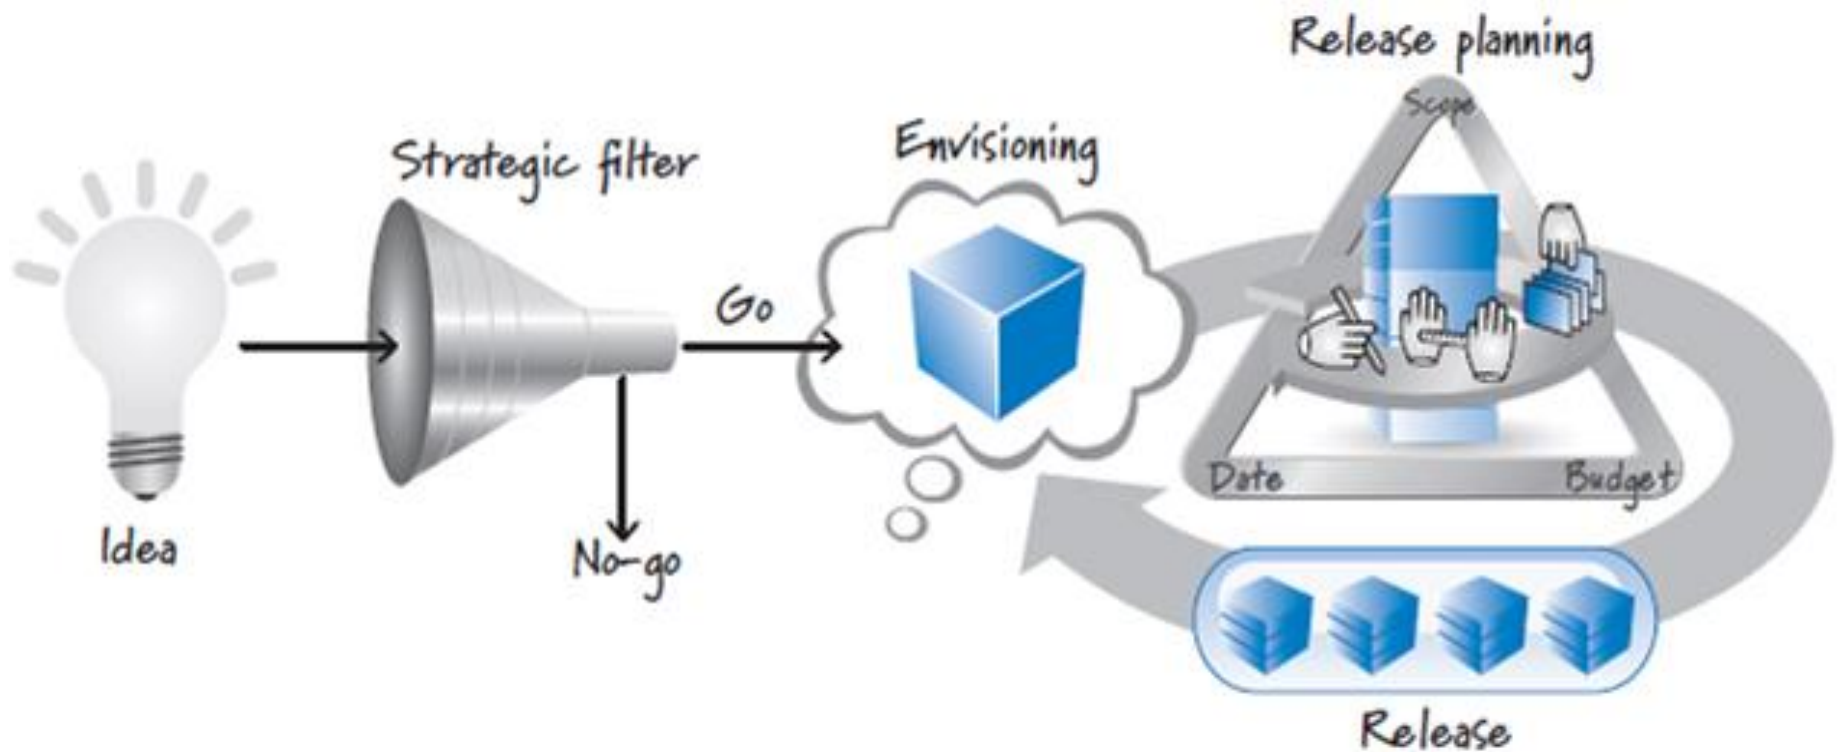 Release planning
Scope
Strategic filter
Envisioning
Go
Date
Budget
Idea
No-go
Release